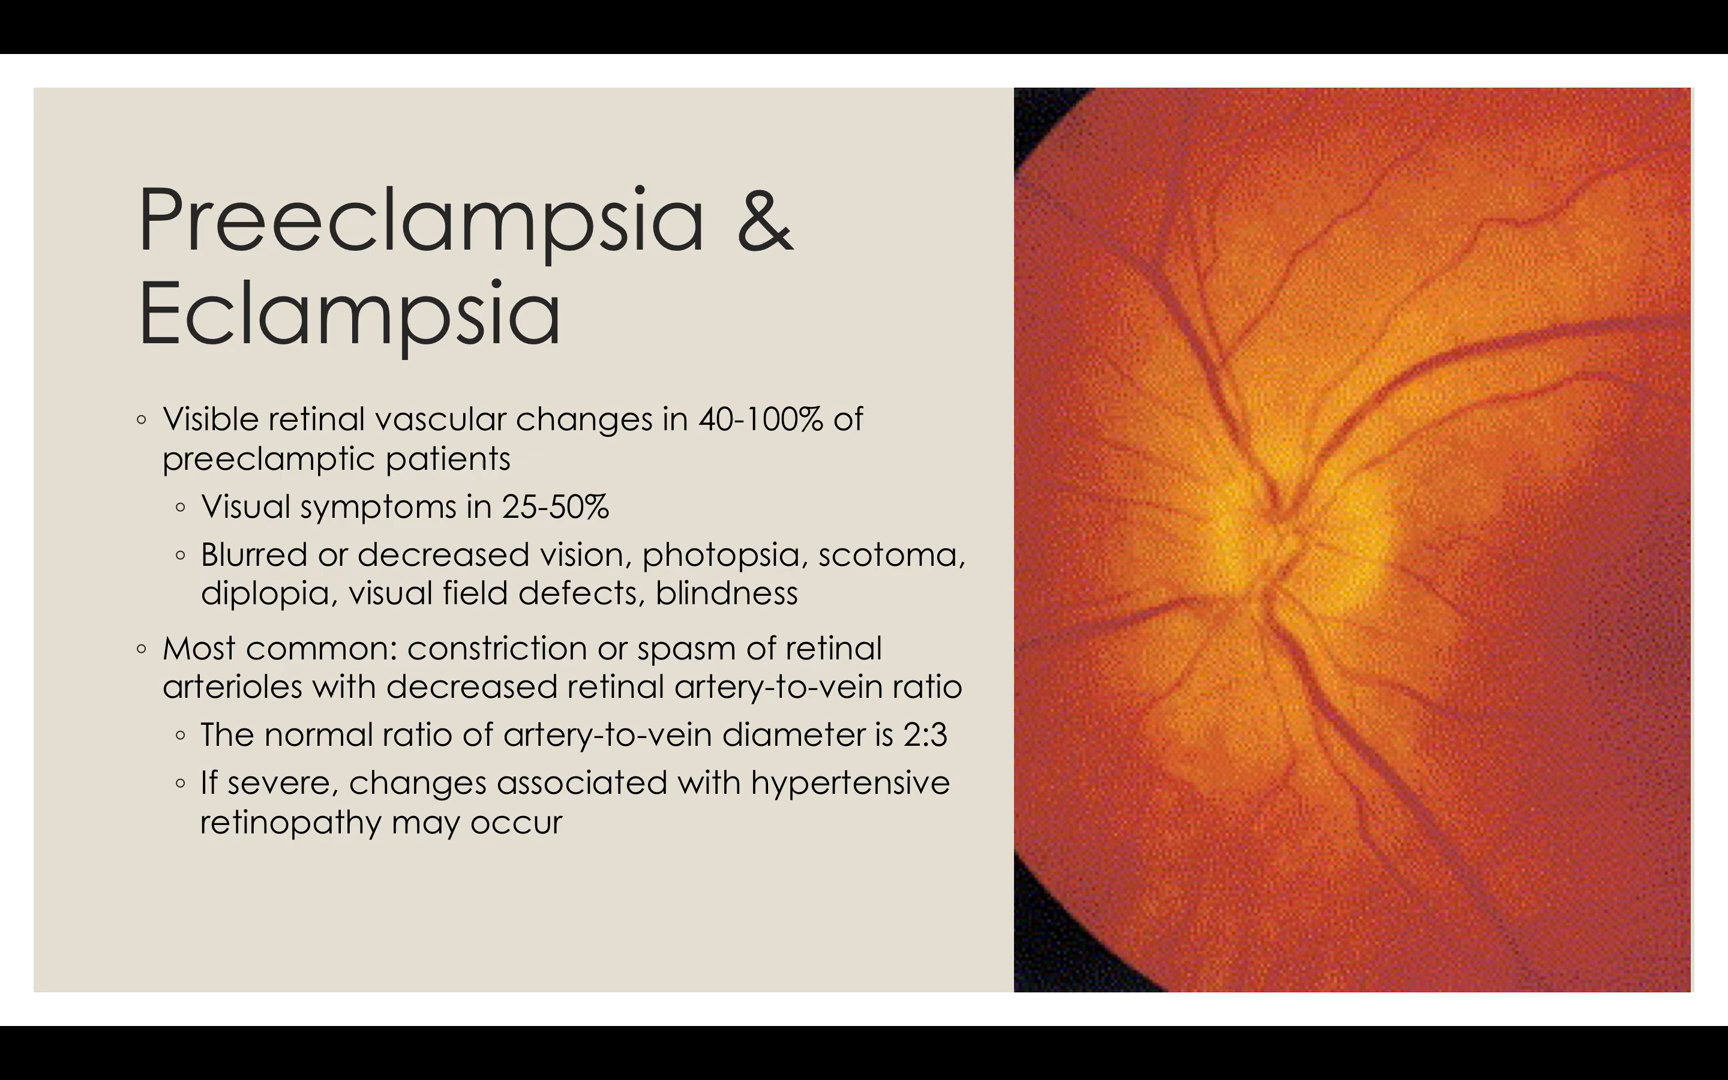 Preeclampsia &
Eclampsia
◦ Visible retinal vascular changes in 40-100% of
preeclamptic patients
◦ Visual symptoms in 25-50%
◦ Blurred or decreased vision, photopsia, scotoma,
diplopia, visual field defects, blindness
◦ Most common: constriction or spasm of retinal
arterioles with decreased retinal artery-to-vein ratio
◦ The normal ratio of artery-to-vein diameter is 2:3
◦ If severe, changes associated with hypertensive
retinopathy may occur